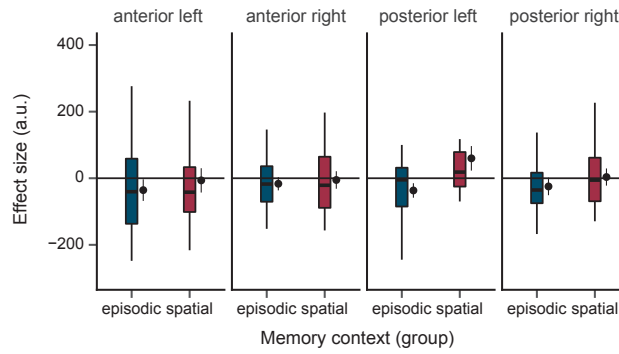 anterior left anterior right posterior left posterior right
400
200
0
−200
Effect size (a.u.)
episodic spatial episodic spatial episodic spatial episodic spatial
Memory context (group)